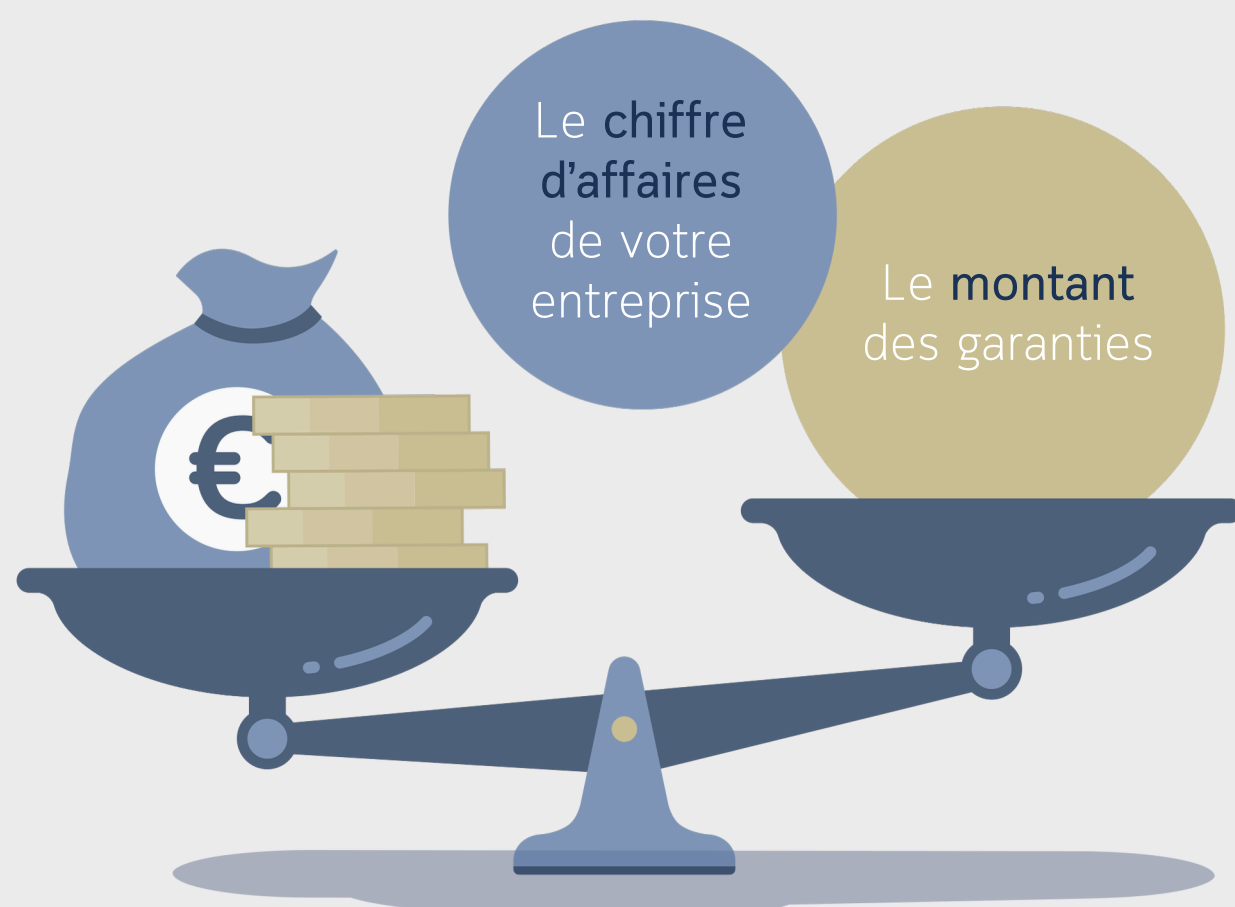 Le chiffre
d'affaires
de votre
entreprise
Le montant
des garanties
€